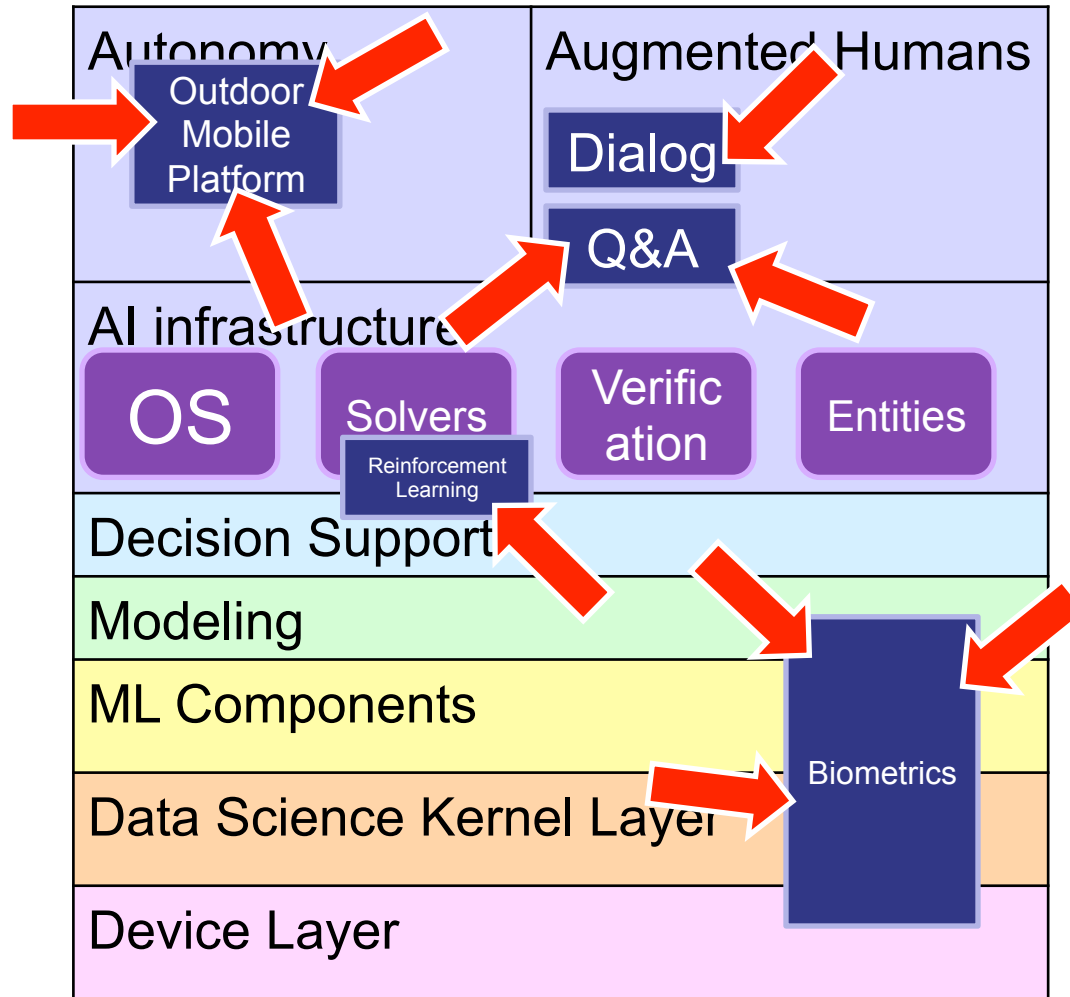 Autonomy
Outdoor
Mobile
Platform
Augmented Humans
Dialog
Q&A
AI infrastructure
OS
Solvers
Verific
ation
Entities
Reinforcement
Learning
Decision Support
Modeling
ML Components
Biometrics
Data Science Kernel Layer
Device Layer